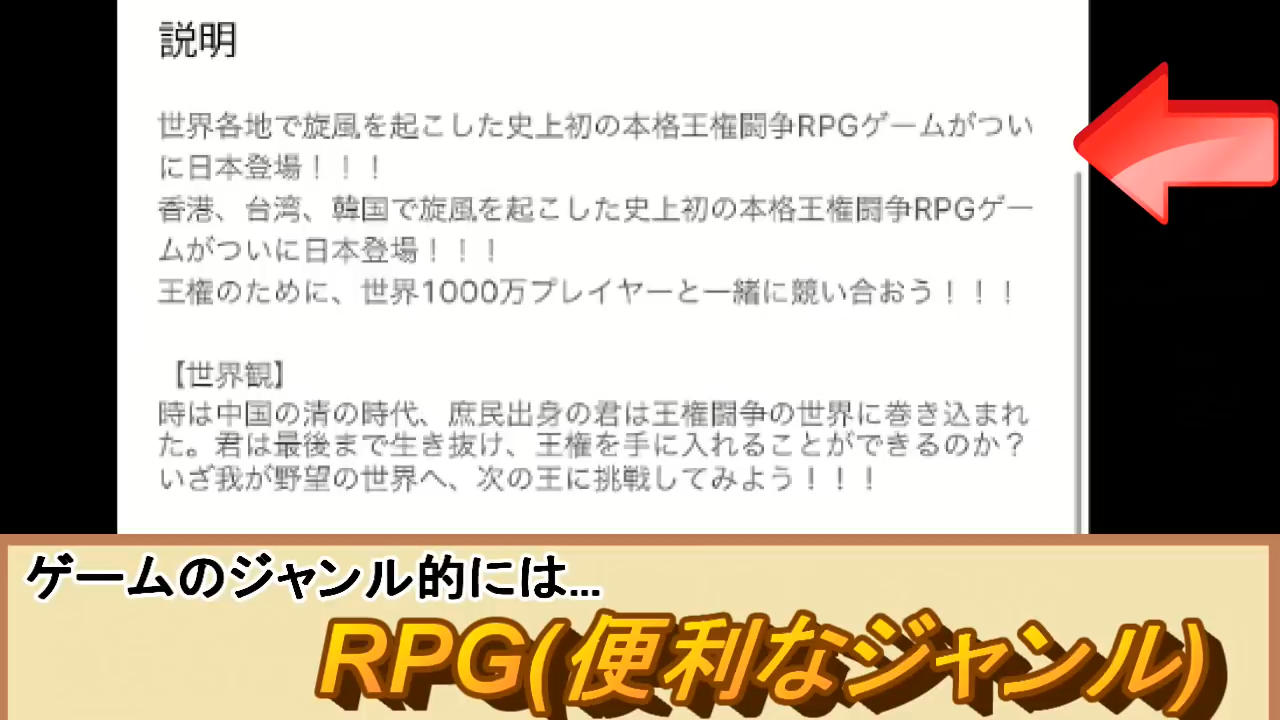 説明
世界各地で旋風を起こした史上初の本格王権闘争RPGゲームがつい
に日本登場！！！
香港、台湾、韓国で旋風を起こした史上初の本格王権闘争RPGゲー
ムがついに日本登場！！！
王権のために、世界1000万プレイヤーと一緒に競い合おう！！！
【世界観】
時は中国の清の時代、庶民出身の君は王権闘争の世界に巻き込まれ
た。君は最後まで生き抜け、王権を手に入れることができるのか？
いざ我が野望の世界へ、次の王に挑戦してみよう！！！
ゲームのジャンル的には...
RPG(便利なジャンル)